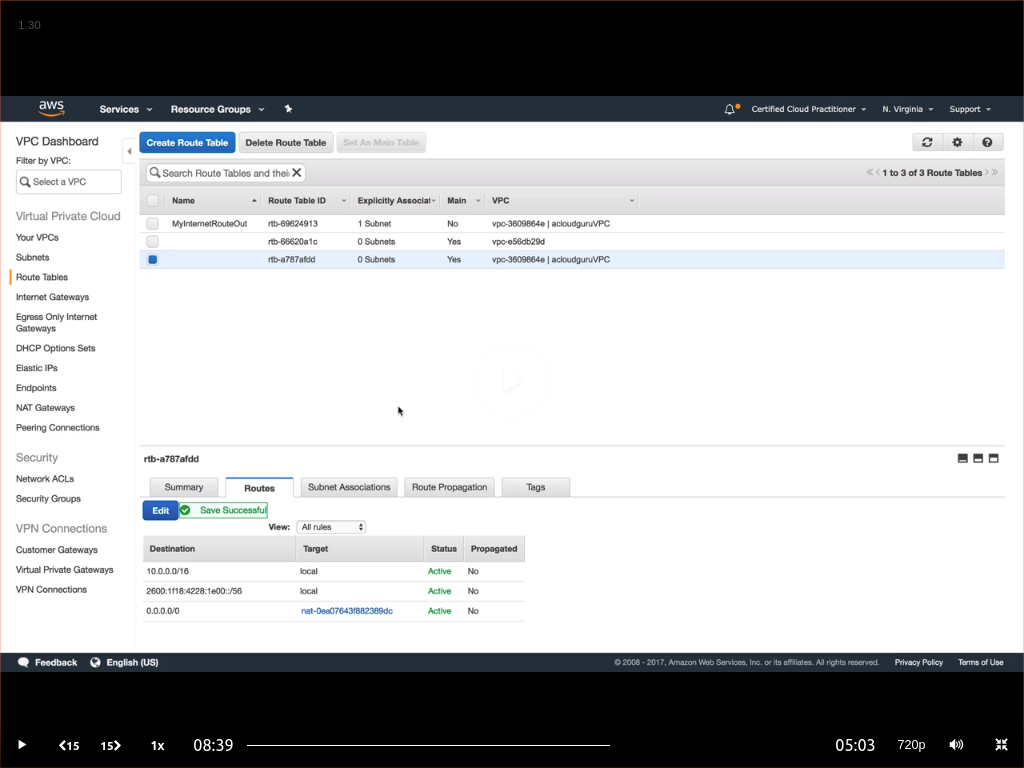 1.30
aws Services Resource Groups Certified Cloud Practitioner N. Virginia Support
VPC Dashboard
Filter by VPC:
Select a VPC
Virtual Private Cloud
Your VPCs
Subnets
Route Tables
Internet Gateways
Egress Only Internet
Gateways
DHCP Options Sets
Elastic IPs
Endpoints
NAT Gateways
Peering Connections
Security
Network ACLs
Security Groups
VPN Connections
Customer Gateways
Virtual Private Gateways
VPN Connections
Create Route Table Delete Route Table Set As Main Table
Search Route Tables and thei 1 to 3 of 3 Route Tables
Name Route Table ID Explicitly Associat Main VPC
MyInternetRouteOut rtb-69624913 1 Subnet No vpc-3609864e | acloudguruVPC
rtb-66620a1c 0 Subnets Yes vpc-e56db29d
rtb-a787afdd 0 Subnets Yes vpc-3609864e | acloudguruVPC
rtb-a787afdd
Summary Routes Subnet Associations Route Propagation Tags
Edit Save Successful
View: All rules
Destination Target Status Propagated
10.0.0.0/16 local Active No
2600:1f18:4228:1e00::/56 local Active No
0.0.0.0/0 nat-0ea07643f882389dc Active No
Feedback English (US) © 2008 - 2017, Amazon Web Services, Inc. or its affiliates. All rights reserved. Privacy Policy Terms of Use
15 15 1x 08:39 05:03 720p